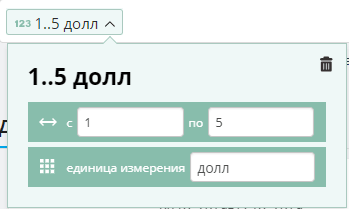 123 1..5 долл
1..5 долл
с 1 по 5
единица измерения долл